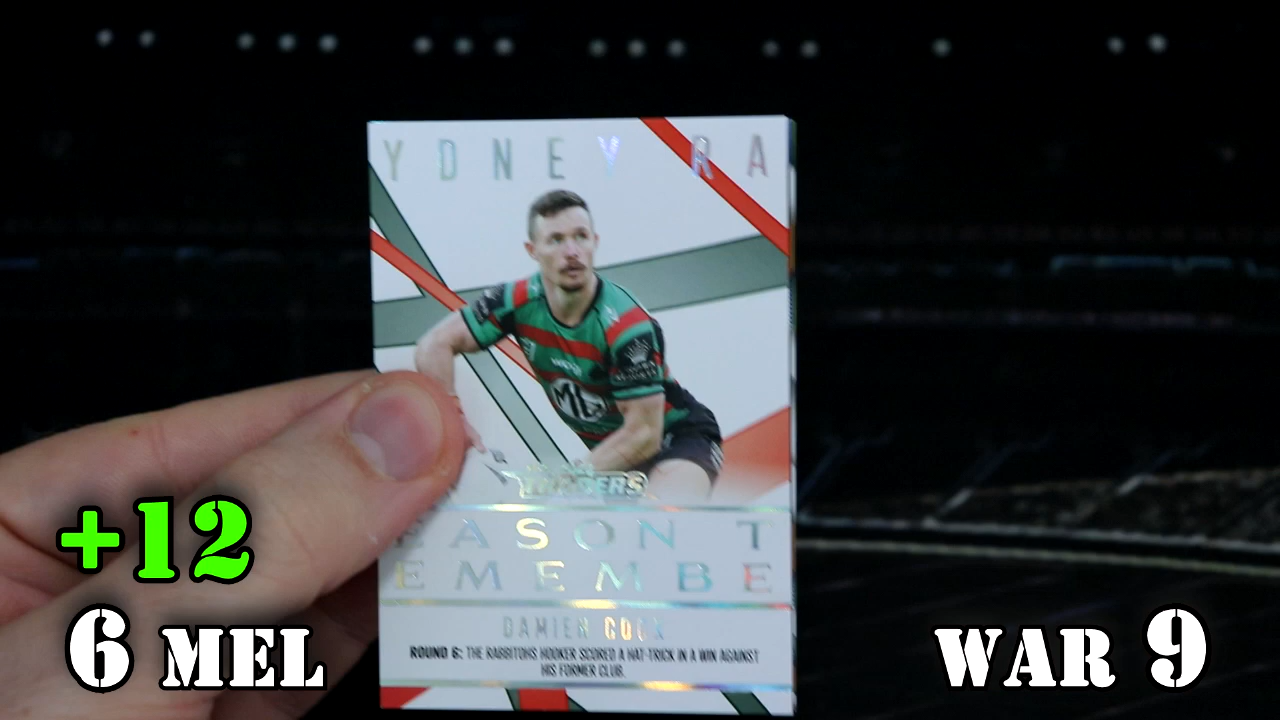 YDNEY RA
MG
TRADERS
EASON T
EMEMBE
DAMIEN COOK
ROUND 6: THE RABBITOHS HOOKER SCORED A HAT-TRICK IN A WIN AGAINST
HIS FORMER CLUB.
+12
6 MEL
WAR 9